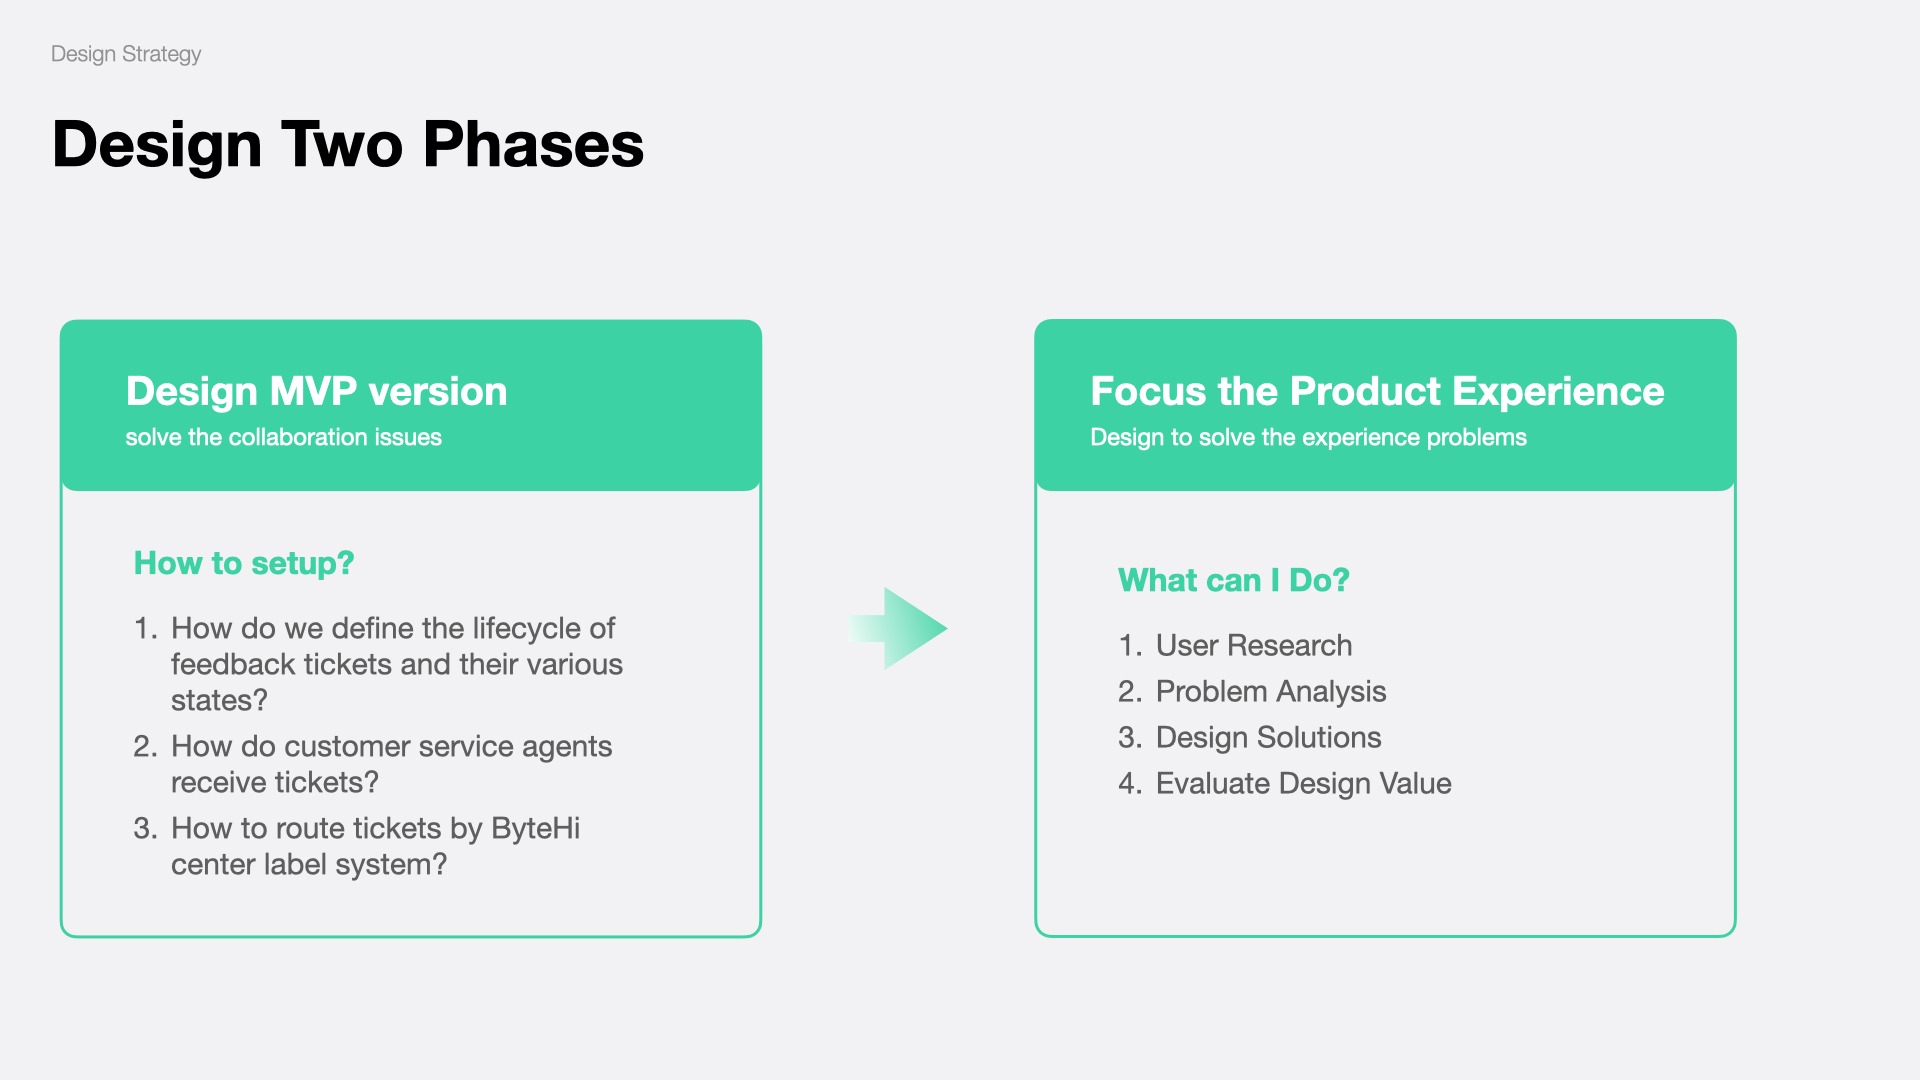 Design Strategy
Design Two Phases
Design MVP version
solve the collaboration issues
How to setup?
1. How do we define the lifecycle of
feedback tickets and their various
states?
2. How do customer service agents
receive tickets?
3. How to route tickets by ByteHi
center label system?
Focus the Product Experience
Design to solve the experience problems
What can I Do?
1. User Research
2. Problem Analysis
3. Design Solutions
4. Evaluate Design Value